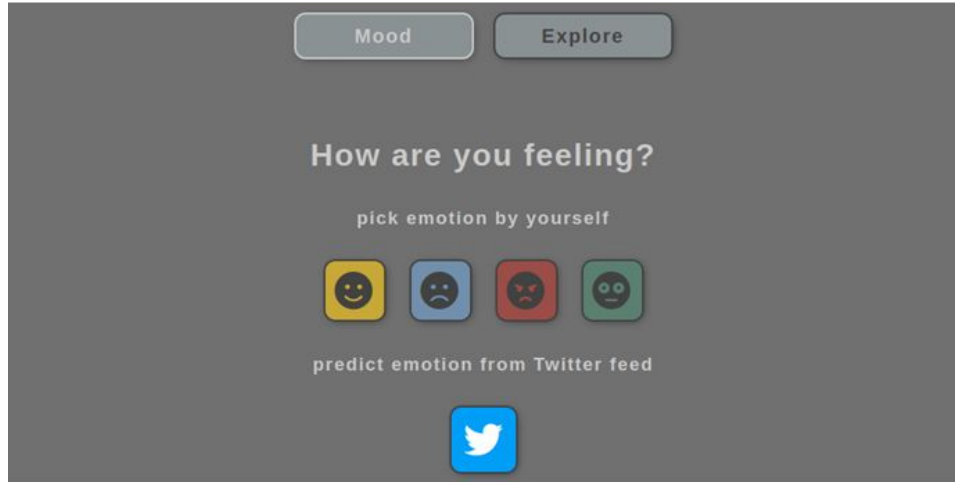 Mood
Explore
How are you feeling?
pick emotion by yourself
predict emotion from Twitter feed